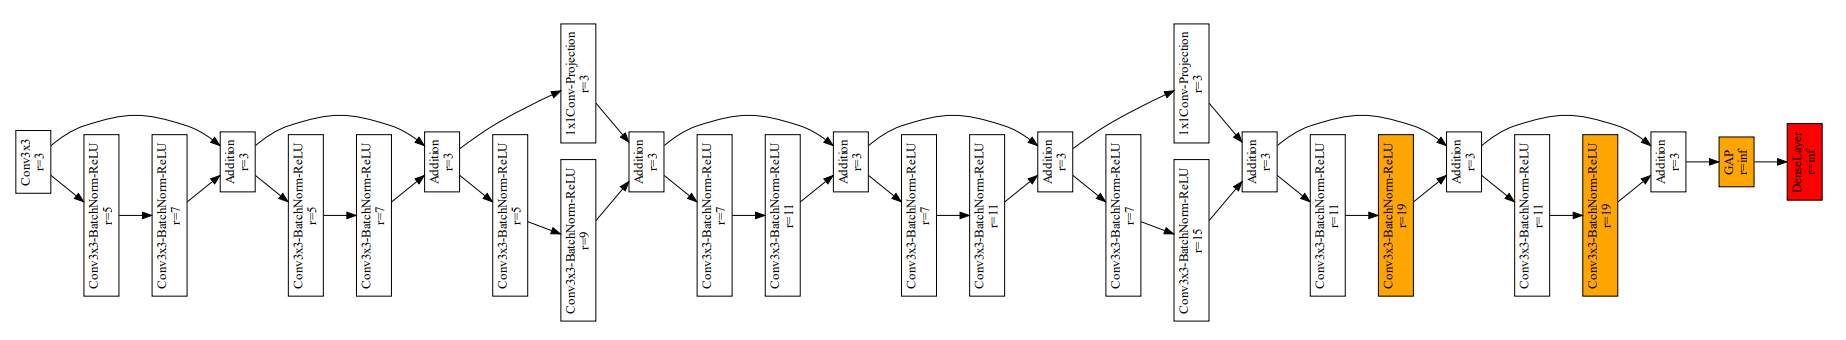 Conv3x3
r=3
Conv3x3-BatchNorm-ReLU
r=5
Conv3x3-BatchNorm-ReLU
r=7
Addition
r=3
Conv3x3-BatchNorm-ReLU
r=5
Conv3x3-BatchNorm-ReLU
r=7
Addition
r=3
Conv3x3-BatchNorm-ReLU
r=5
1x1Conv-Projection
r=3
Conv3x3-BatchNorm-ReLU
r=9
Addition
r=3
Conv3x3-BatchNorm-ReLU
r=7
Conv3x3-BatchNorm-ReLU
r=11
Addition
r=3
Conv3x3-BatchNorm-ReLU
r=7
Conv3x3-BatchNorm-ReLU
r=11
Addition
r=3
Conv3x3-BatchNorm-ReLU
r=7
1x1Conv-Projection
r=3
Conv3x3-BatchNorm-ReLU
r=15
Addition
r=3
Conv3x3-BatchNorm-ReLU
r=11
Conv3x3-BatchNorm-ReLU
r=19
Addition
r=3
Conv3x3-BatchNorm-ReLU
r=11
Conv3x3-BatchNorm-ReLU
r=19
Addition
r=3
GAP
r=inf
DenseLayer
r=inf